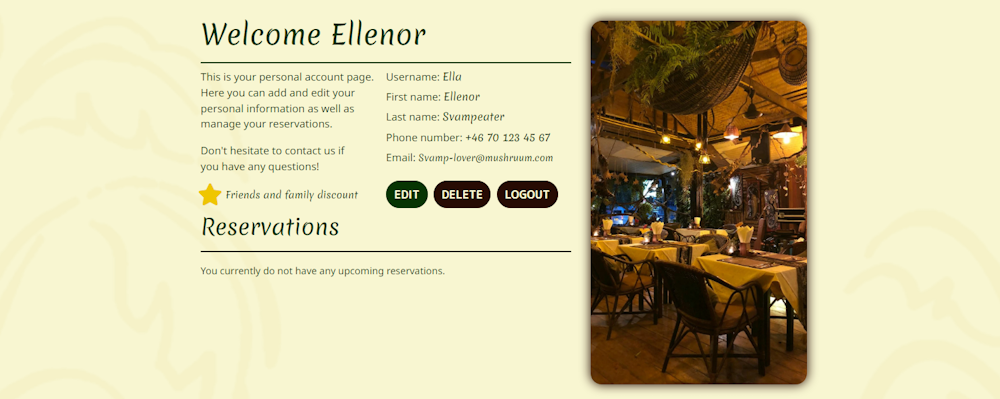 Welcome Ellenor
This is your personal account page.
Here you can add and edit your
personal information as well as
manage your reservations.
Don't hesitate to contact us if
you have any questions!
Friends and family discount
Username: Ella
First name: Ellenor
Last name: Svampeater
Phone number: +46 70 123 45 67
Email: Svamp-lover@mushruum.com
EDIT DELETE LOGOUT
Reservations
You currently do not have any upcoming reservations.